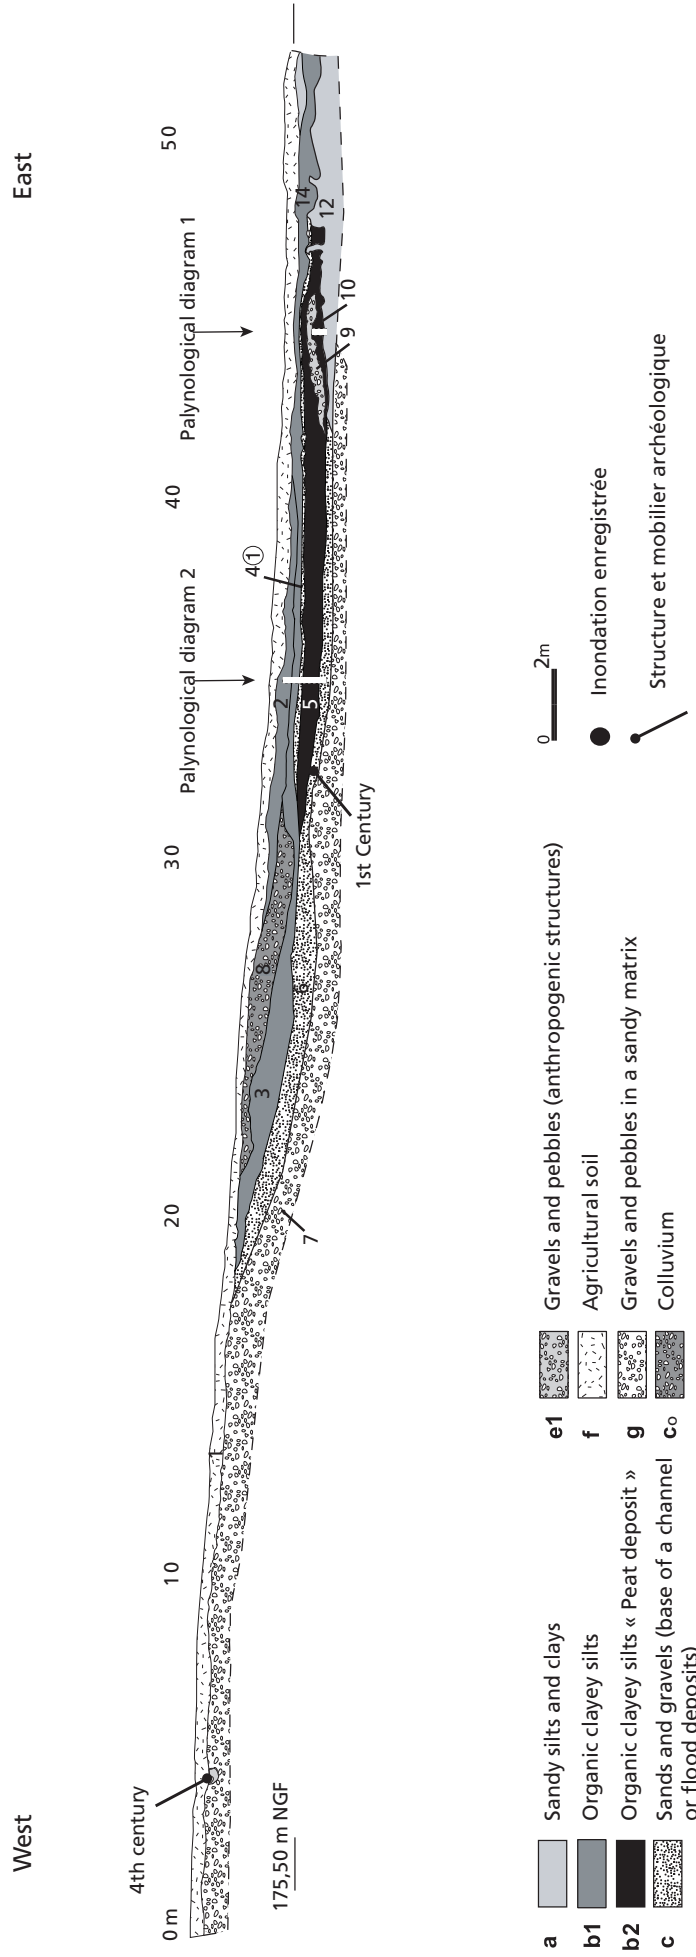 West
East
4th century
Palynological diagram 2
Palynological diagram 1
0 m
10
20
30
40
50
175,50 m NGF
1
7
3
8
6
2
5
4①
1st Century
9
10
12
14
a Sandy silts and clays
b1 Organic clayey silts
b2 Organic clayey silts « Peat deposit »
c Sands and gravels (base of a channel
or flood deposits)
e1 Gravels and pebbles (anthropogenic structures)
f Agricultural soil
g Gravels and pebbles in a sandy matrix
co Colluvium
0 2m
Inondation enregistrée
Structure et mobilier archéologique